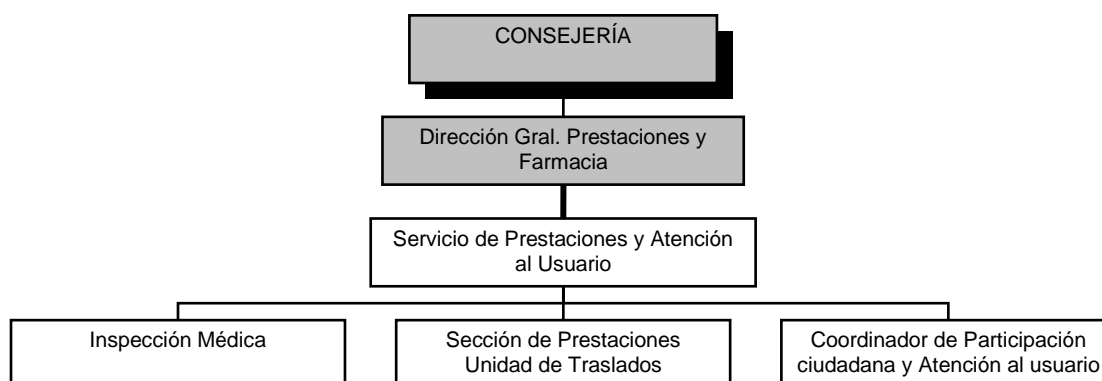 CONSEJERÍA
Dirección Gral. Prestaciones y
Farmacia
Servicio de Prestaciones y Atención
al Usuario
Inspección Médica
Sección de Prestaciones
Unidad de Traslados
Coordinador de Participación
ciudadana y Atención al usuario